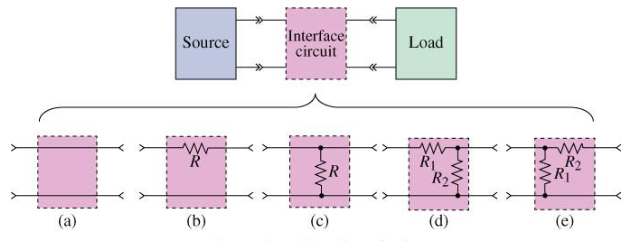 Source
Interface
circuit
Load
R
R
R1
R2
R2
R1
(a)
(b)
(c)
(d)
(e)